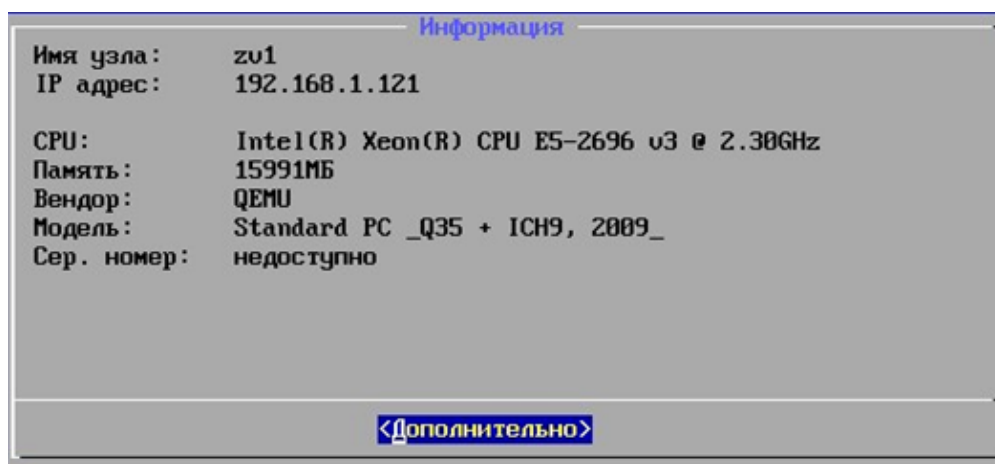 Информация
Имя узла: zv1
IP адрес: 192.168.1.121
CPU: Intel(R) Xeon(R) CPU E5-2696 v3 @ 2.30GHz
Память: 15991МБ
Вендор: QEMU
Модель: Standard PC _Q35 + ICH9, 2009_
Сер. номер: недоступно
<Дополнительно>